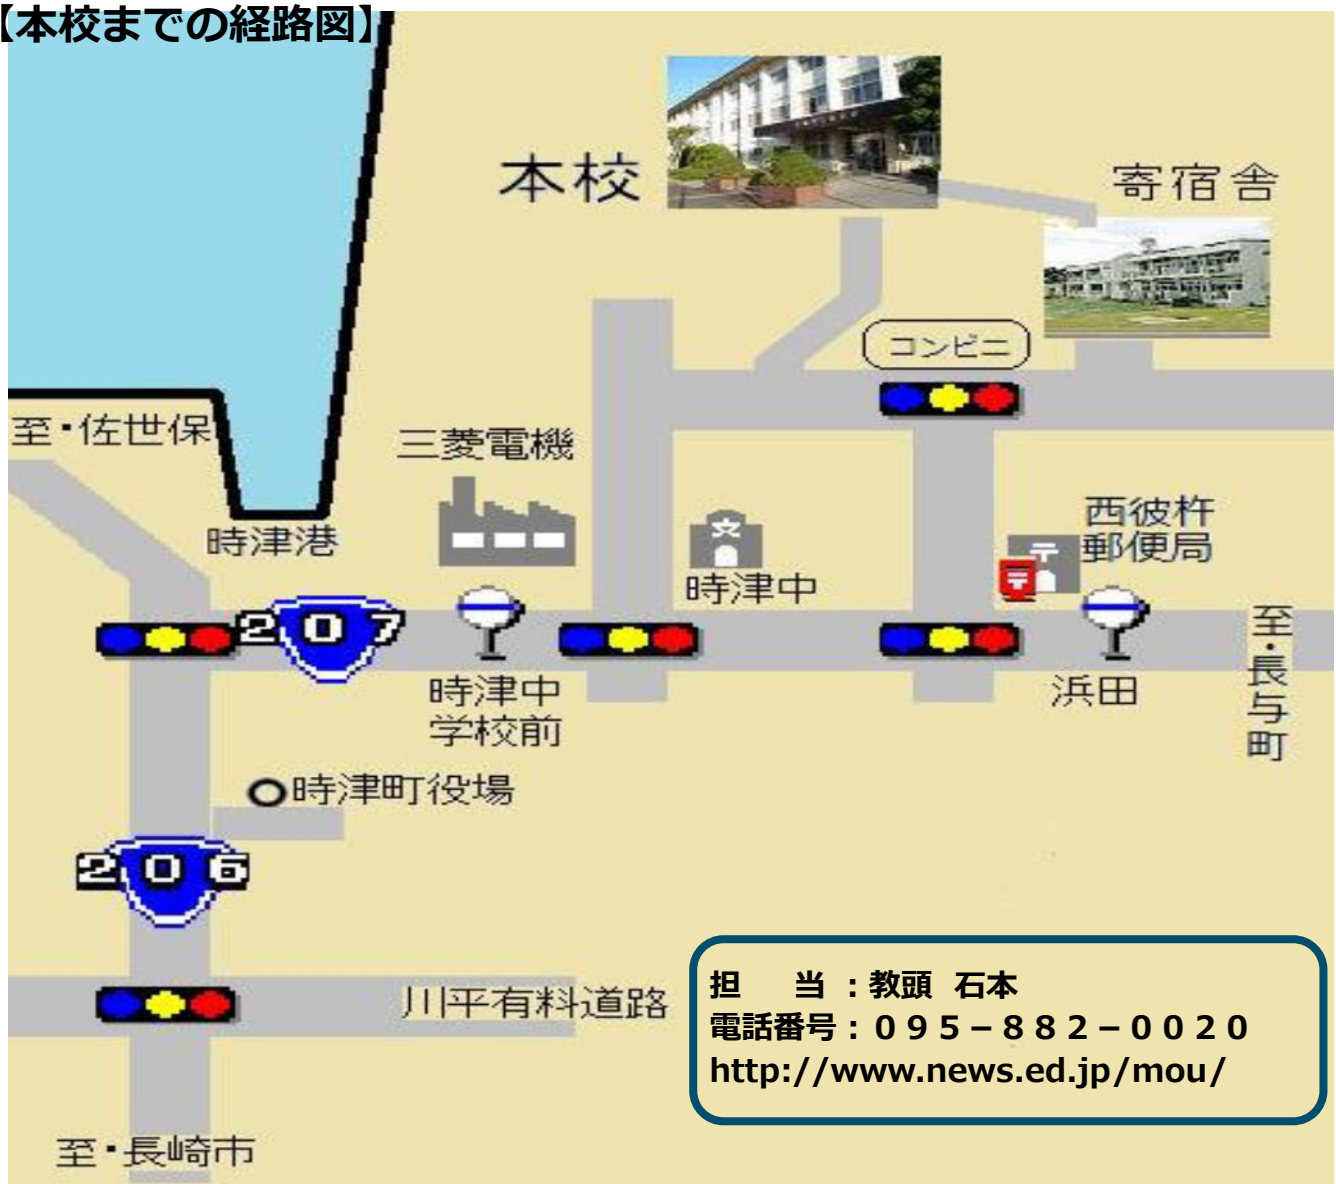 【本校までの経路図】
本校
寄宿舎
コンビニ
至・佐世保
三菱電機
西彼杵
郵便局
時津港
文
時津中
207
時津中
学校前
浜田
至・長与町
時津町役場
206
川平有料道路
担 当 ：教頭 石本
電話番号：０９５－８８２－００２０
http://www.news.ed.jp/mou/
至・長崎市